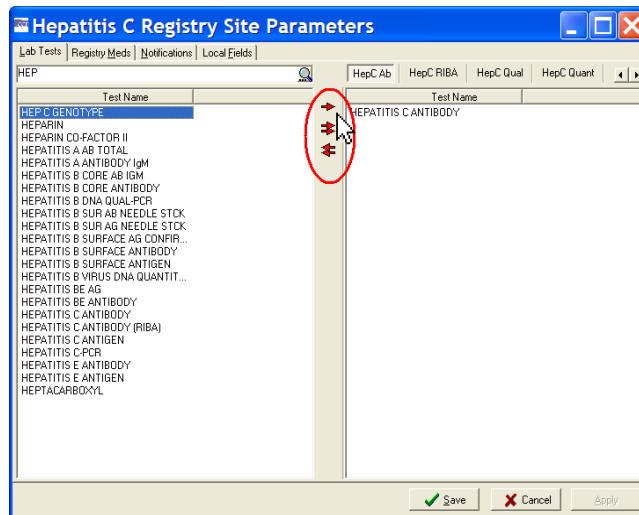 Hepatitis C Registry Site Parameters
Lab Tests Registry Meds Notifications Local Fields
HEP
HepC Ab HepC RIBA HepC Qual HepC Quant
Test Name
HEP C GENOTYPE
HEPARIN
HEPARIN CO-FACTOR II
HEPATITIS A AB TOTAL
HEPATITIS A ANTIBODY IgM
HEPATITIS B CORE AB IGM
HEPATITIS B CORE ANTIBODY
HEPATITIS B DNA QUAL-PCR
HEPATITIS B SUR AB NEEDLE STCK
HEPATITIS B SUR AG NEEDLE STCK
HEPATITIS B SURFACE AG CONFIR...
HEPATITIS B SURFACE ANTIBODY
HEPATITIS B SURFACE ANTIGEN
HEPATITIS B VIRUS DNA QUANTIT...
HEPATITIS BE AG
HEPATITIS BE ANTIBODY
HEPATITIS C ANTIBODY
HEPATITIS C ANTIBODY (RIBA)
HEPATITIS C ANTIGEN
HEPATITIS C-PCR
HEPATITIS E ANTIBODY
HEPATITIS E ANTIGEN
HEPTACARBOXYL
Test Name
HEPATITIS C ANTIBODY
Save Cancel Apply